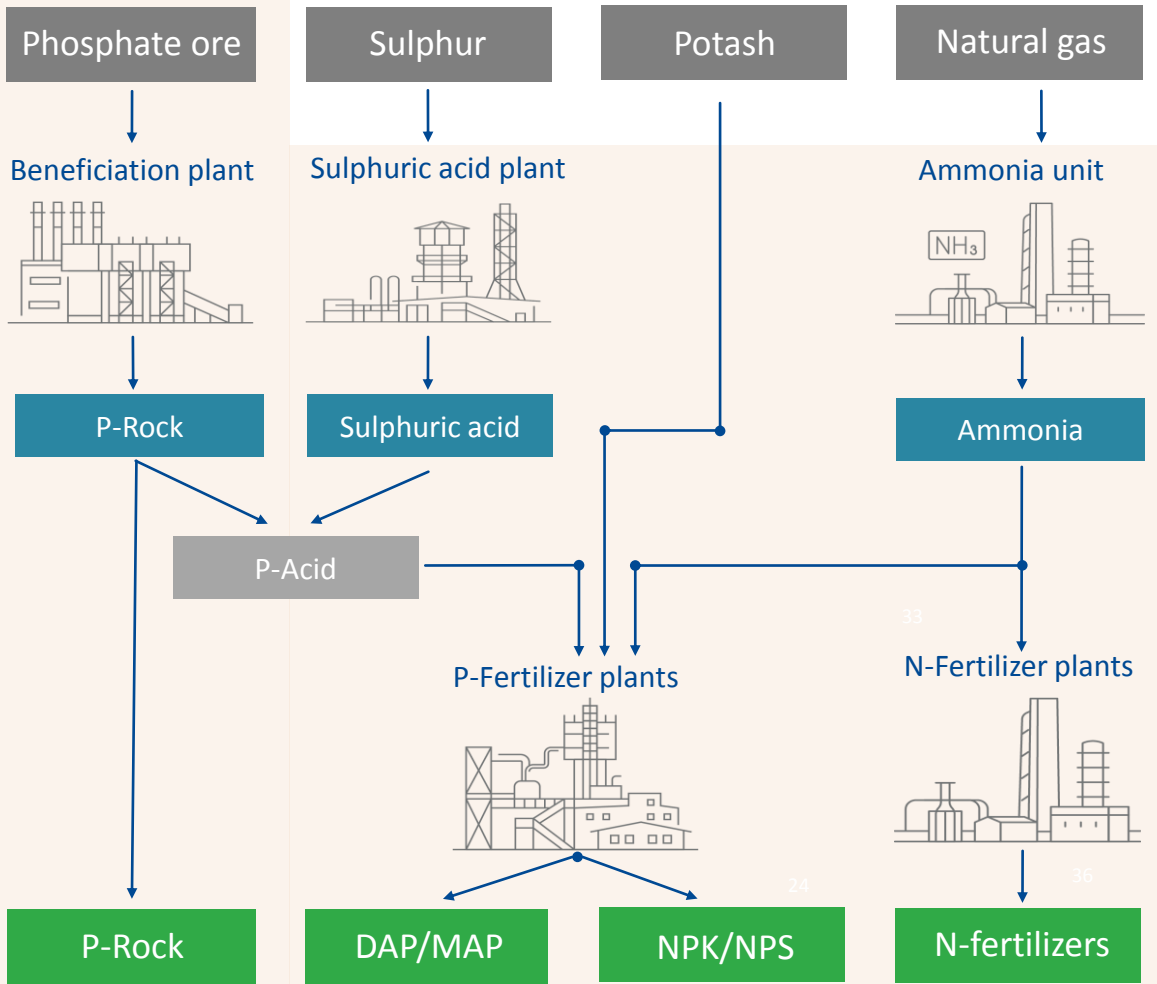 Phosphate ore
Sulphur
Potash
Natural gas
Beneficiation plant
Sulphuric acid plant
Ammonia unit
NH₃
P-Rock
Sulphuric acid
Ammonia
P-Acid
33
P-Fertilizer plants
N-Fertilizer plants
24
36
P-Rock
DAP/MAP
NPK/NPS
N-fertilizers